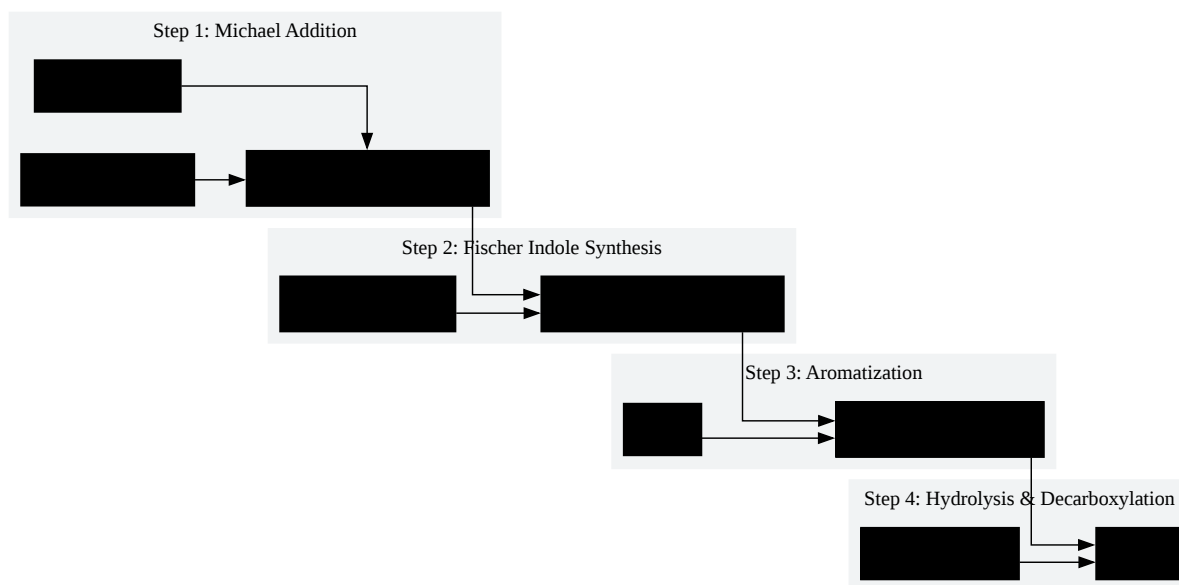 Step 1: Michael Addition
Step 2: Fischer Indole Synthesis
Step 3: Aromatization
Step 4: Hydrolysis & Decarboxylation